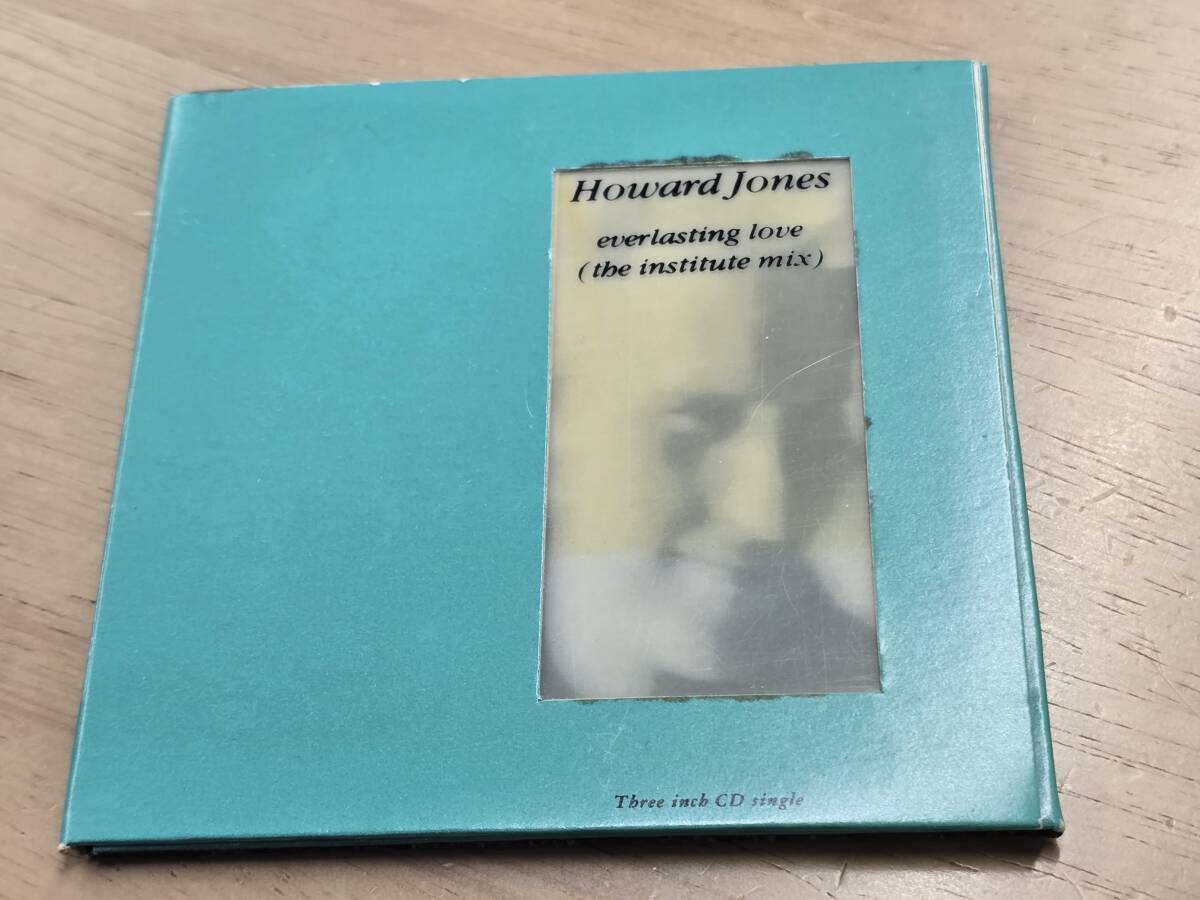 Howard Jones
everlasting love
(the institute mix)
Three inch CD single